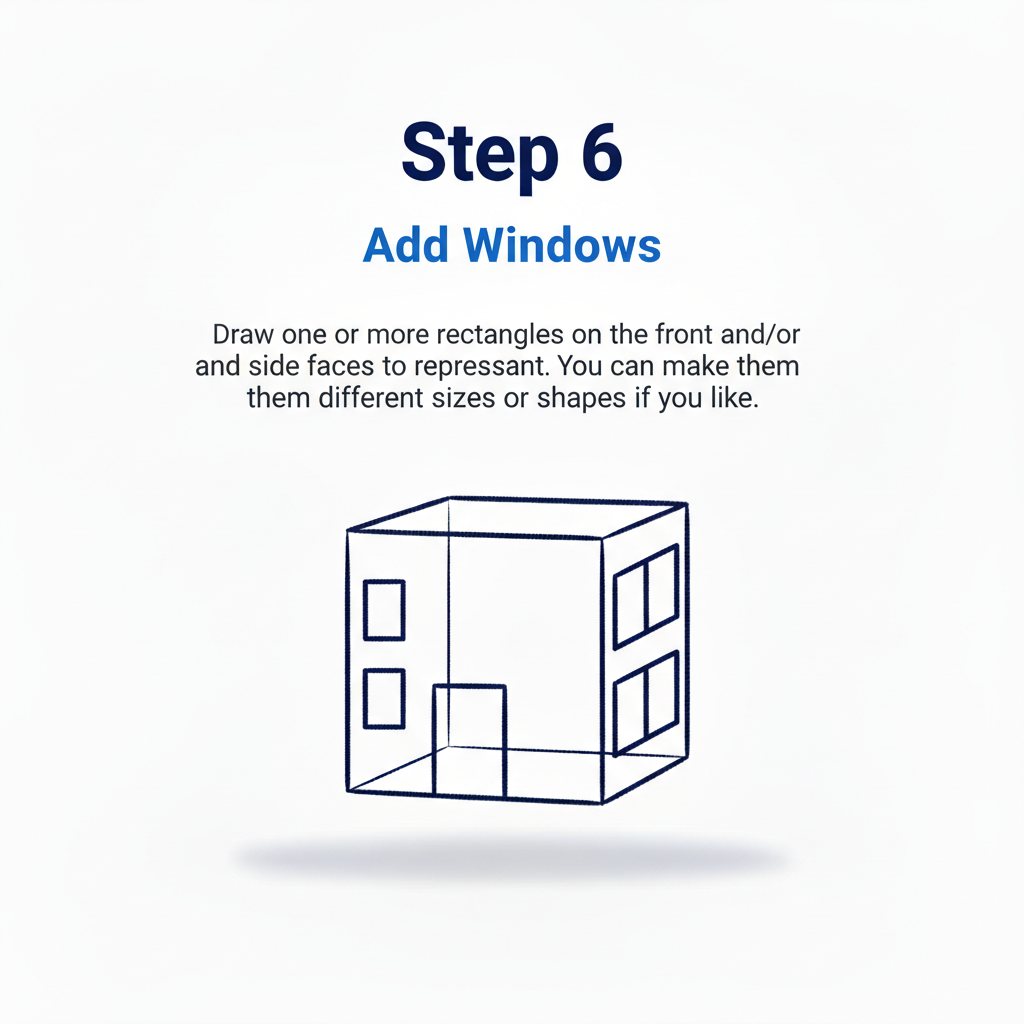 Step 6
Add Windows
Draw one or more rectangles on the front and/or
and side faces to repressant. You can make them
them different sizes or shapes if you like.